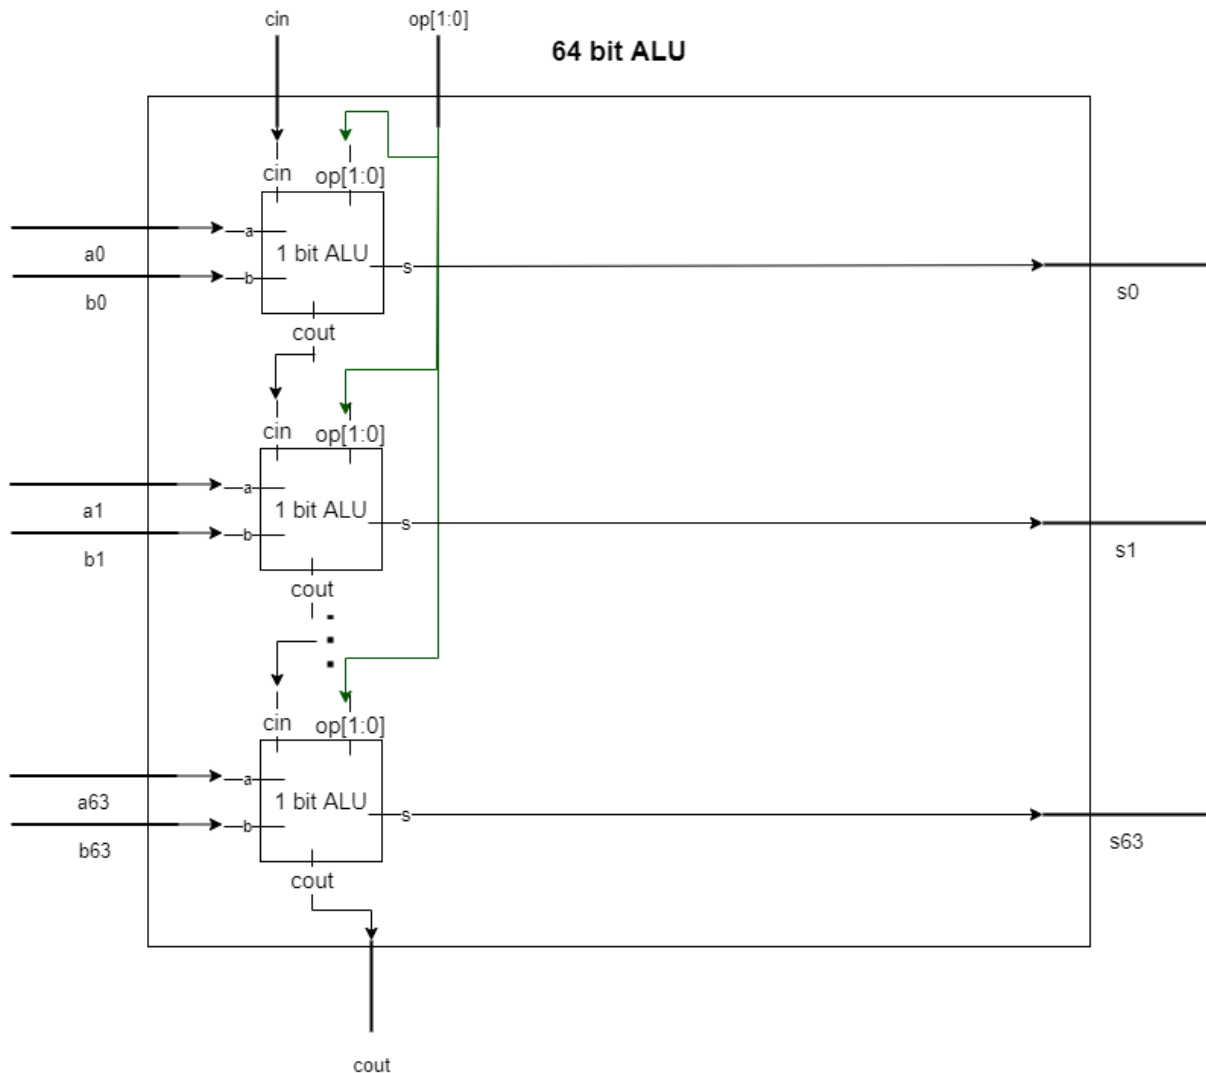 cin
op[1:0]
64 bit ALU
cin
op[1:0]
a
1 bit ALU
b
s
cout
a0
b0
s0
cin
op[1:0]
a
1 bit ALU
b
s
cout
a1
b1
s1
cin
op[1:0]
a
1 bit ALU
b
s
cout
a63
b63
s63
cout